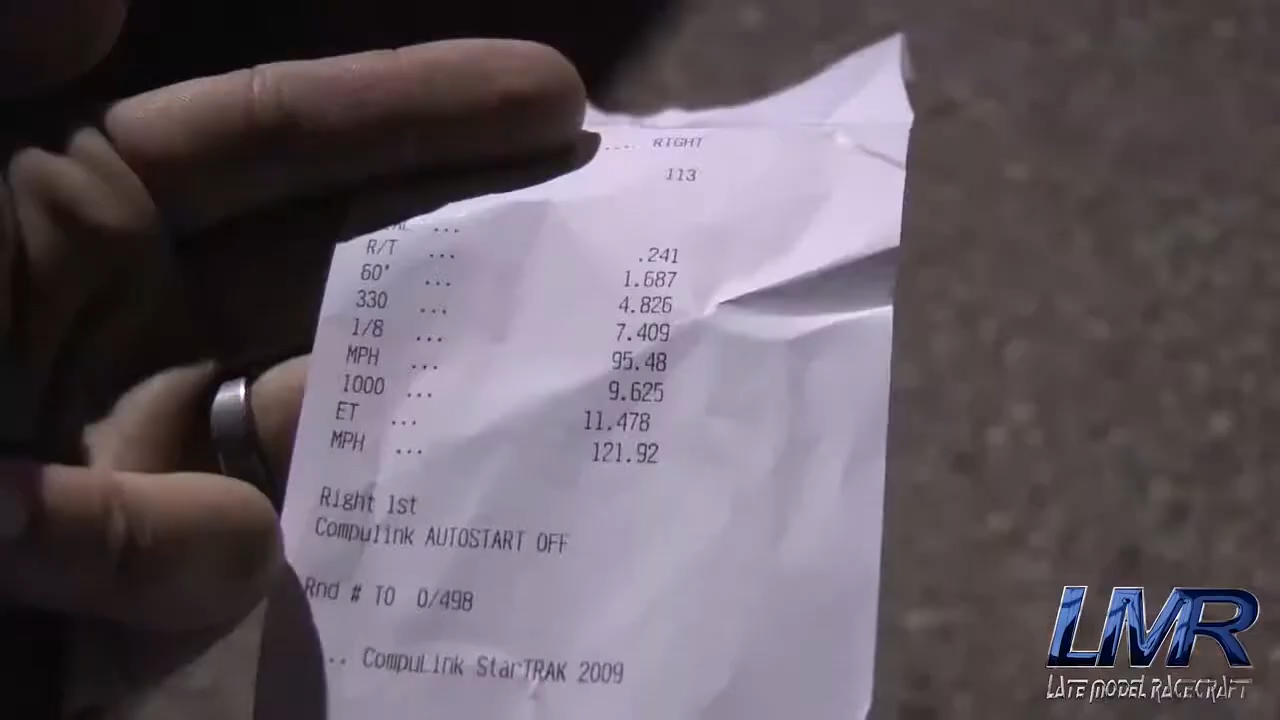 ... RIGHT
113
...
R/T ... .241
60' ... 1.687
330 ... 4.826
1/8 ... 7.409
MPH ... 95.48
1000 ... 9.625
ET ... 11.478
MPH ... 121.92
Right 1st
Compulink AUTOSTART OFF
Rnd # TO 0/498
.. CompuLink StarTRAK 2009
LMR
LATE MODEL RACECRAFT